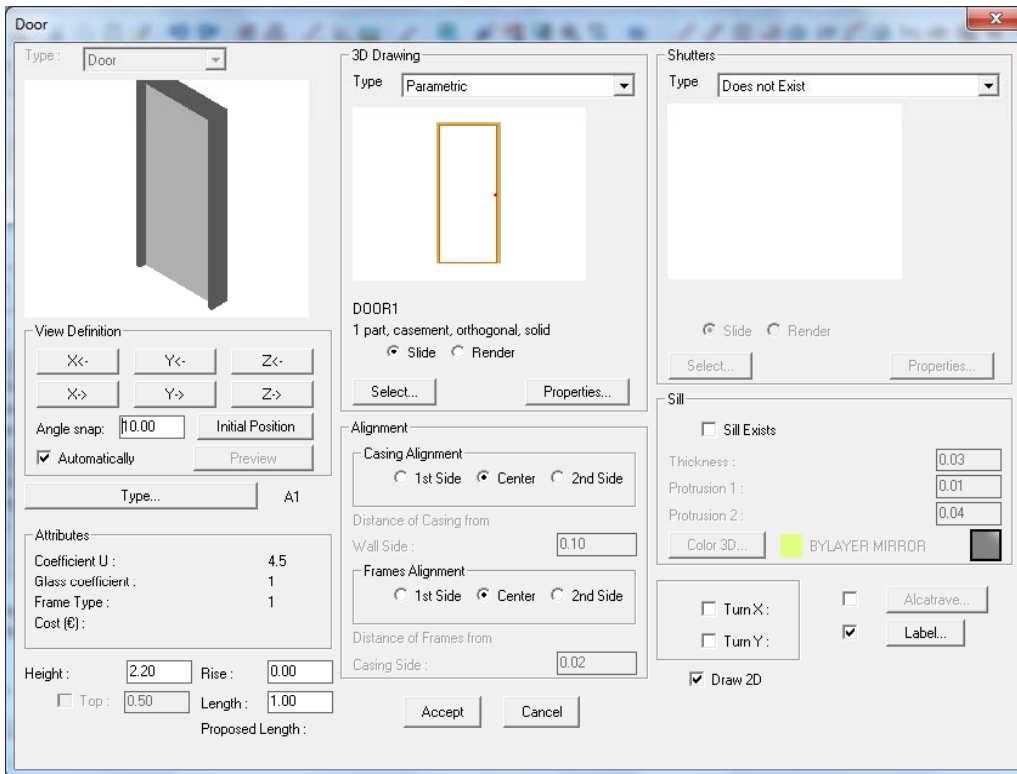 Door
Type : Door
View Definition
X<- Y<- Z<-
X-> Y-> Z->
Angle snap: 10.00 Initial Position
Automatically Preview
Type... A1
Attributes
Coefficient U : 4.5
Glass coefficient : 1
Frame Type : 1
Cost (€) :
Height : 2.20 Rise : 0.00
Top : 0.50 Length : 1.00
Proposed Length :
3D Drawing
Type Parametric
DOOR1
1 part, casement, orthogonal, solid
Slide Render
Select... Properties...
Alignment
Casing Alignment
1st Side Center 2nd Side
Distance of Casing from
Wall Side : 0.10
Frames Alignment
1st Side Center 2nd Side
Distance of Frames from
Casing Side : 0.02
Accept Cancel
Shutters
Type Does not Exist
Slide Render
Select... Properties...
Sill
Sill Exists
Thickness : 0.03
Protrusion 1 : 0.01
Protrusion 2 : 0.04
Color 3D... BYLAYER MIRROR
Turn X : Alcatrave...
Turn Y : Label...
Draw 2D